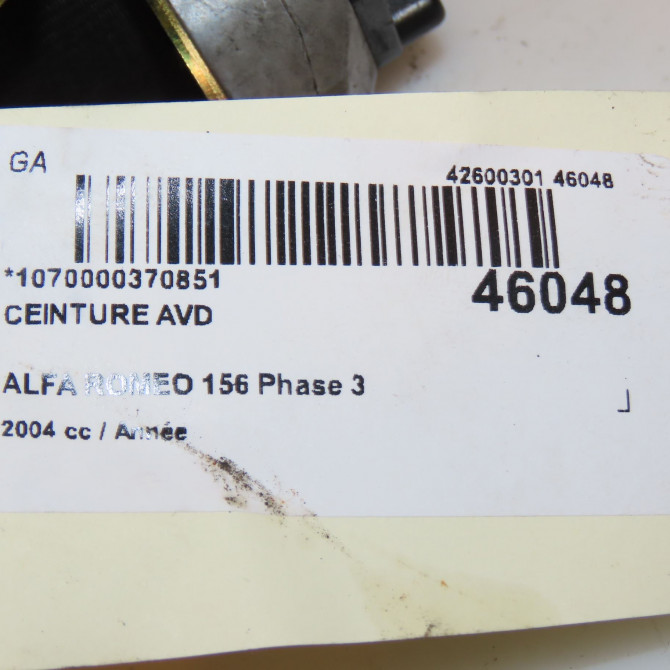 GA
42600301 46048
*1070000370851
46048
CEINTURE AVD
ALFA ROMEO 156 Phase 3
2004 cc / Année